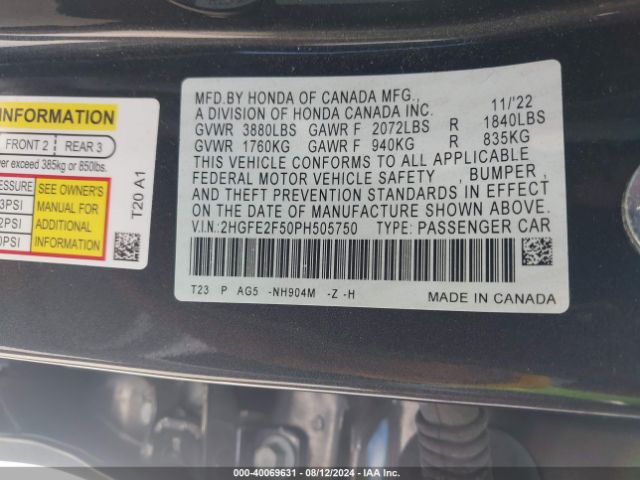 INFORMATION
FRONT 2 REAR 3
ver exceed 385kg or 850lbs.
ESSURE SEE OWNER'S
3PSI MANUAL FOR
2PSI ADDITIONAL
0PSI INFORMATION
T20 A1
MFD.BY HONDA OF CANADA MFG.,
A DIVISION OF HONDA CANADA INC. 11/'22
GVWR 3880LBS GAWR F 2072LBS R 1840LBS
GVWR 1760KG GAWR F 940KG R 835KG
THIS VEHICLE CONFORMS TO ALL APPLICABLE
FEDERAL MOTOR VEHICLE SAFETY , BUMPER ,
AND THEFT PREVENTION STANDARDS IN EFFECT
ON THE DATE OF MANUFACTURE SHOWN ABOVE.
V.I.N.:2HGFE2F50PH505750 TYPE: PASSENGER CAR
T23 P AG5 -NH904M -Z -H
MADE IN CANADA
000-40069631 - 08/12/2024 - IAA Inc.